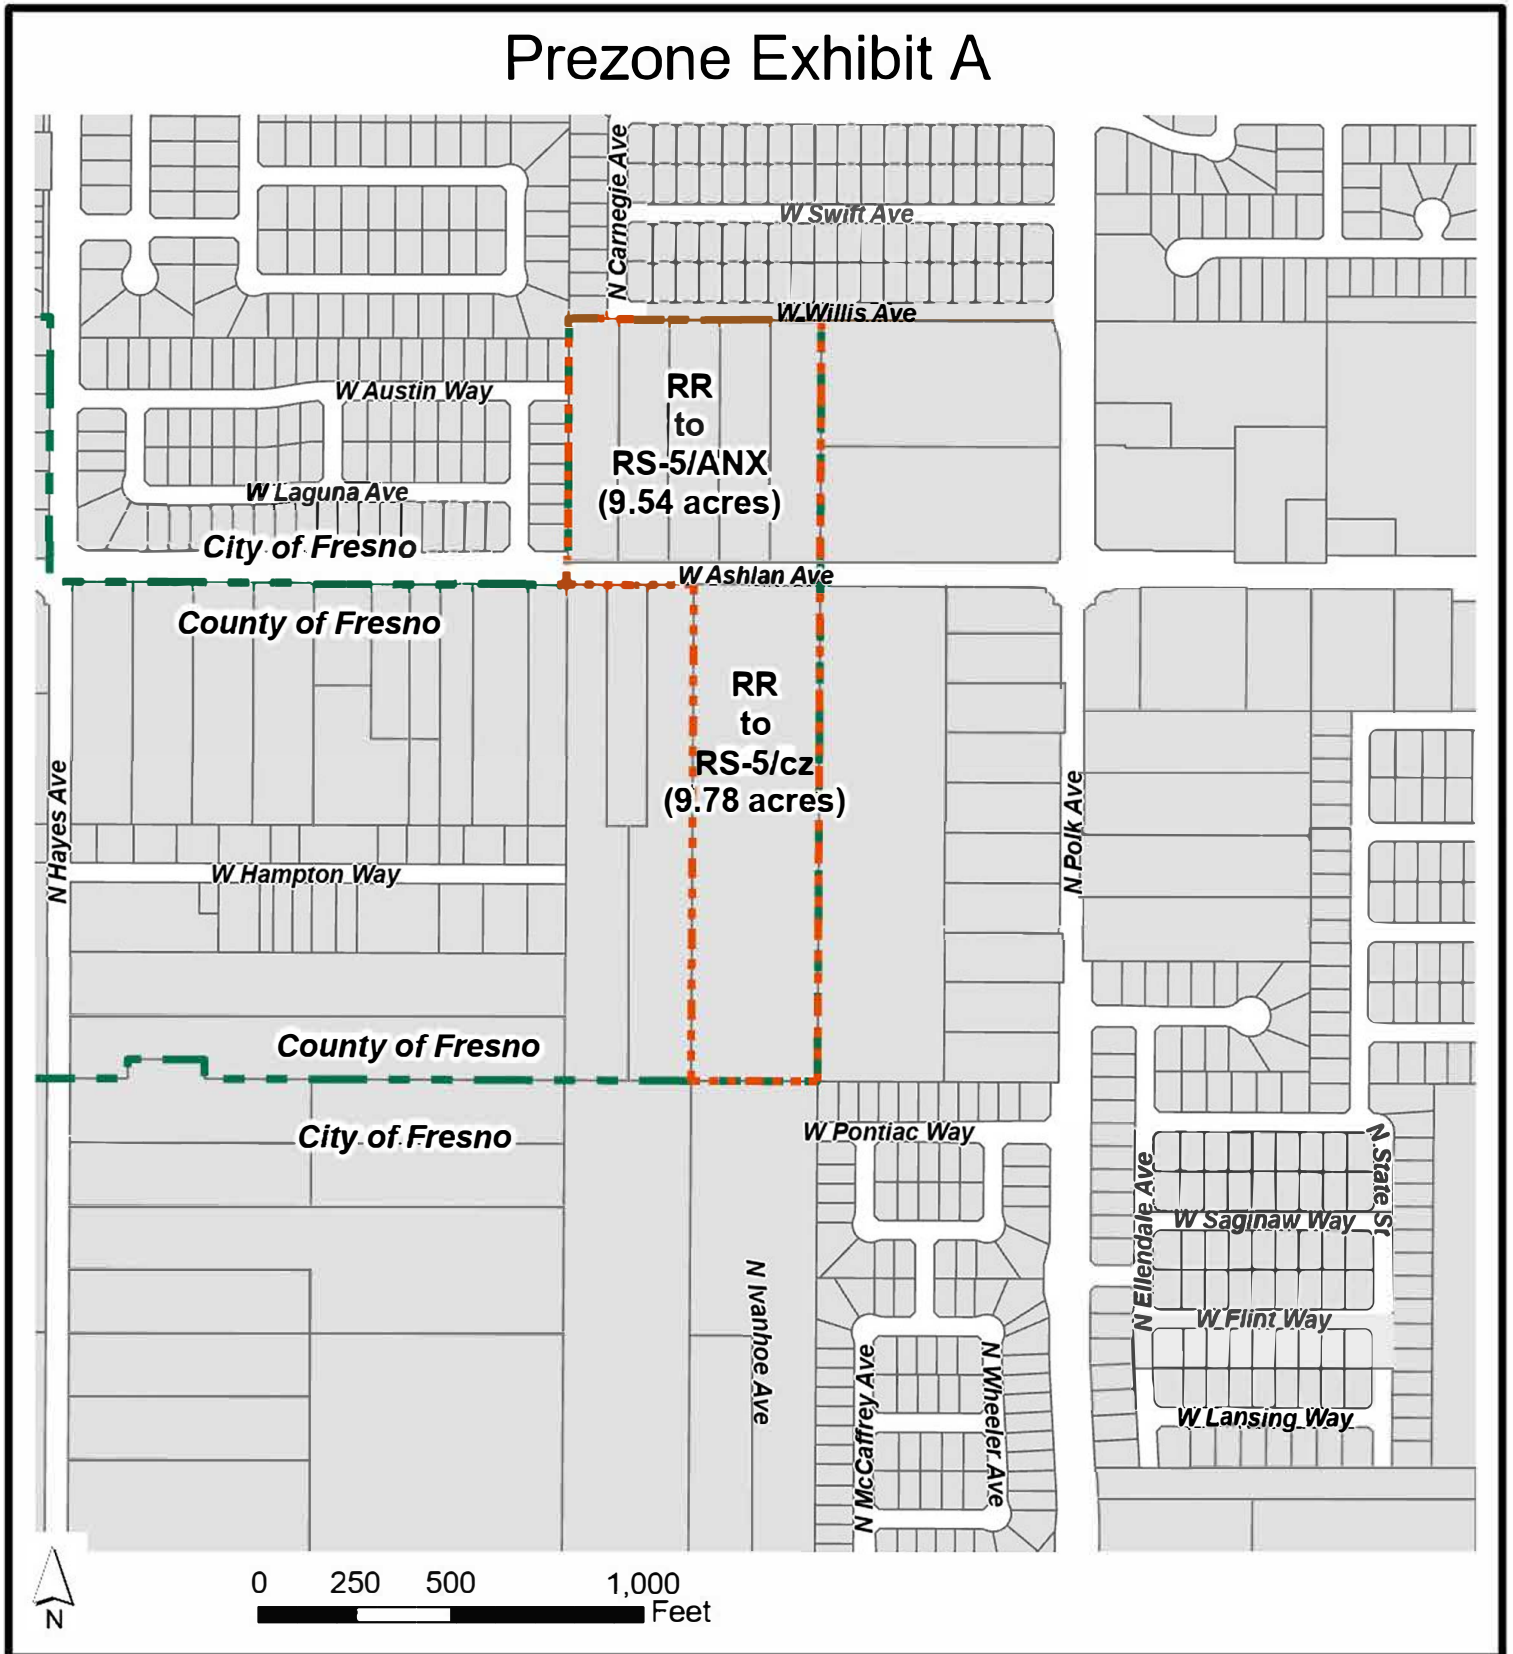 Prezone Exhibit A
N Carnegie Ave
W Swift Ave
W Willis Ave
W Austin Way
RR
to
RS-5/ANX
(9.54 acres)
W Laguna Ave
City of Fresno
W Ashlan Ave
County of Fresno
RR
to
RS-5/cz
(9.78 acres)
N Hayes Ave
N Polk Ave
W Hampton Way
County of Fresno
City of Fresno
W Pontiac Way
N State St
N Ellendale Ave
W Saginaw Way
N Ivanhoe Ave
W Flint Way
N McCaffrey Ave
N Wheeler Ave
W Lansing Way
N
0 250 500 1,000
Feet